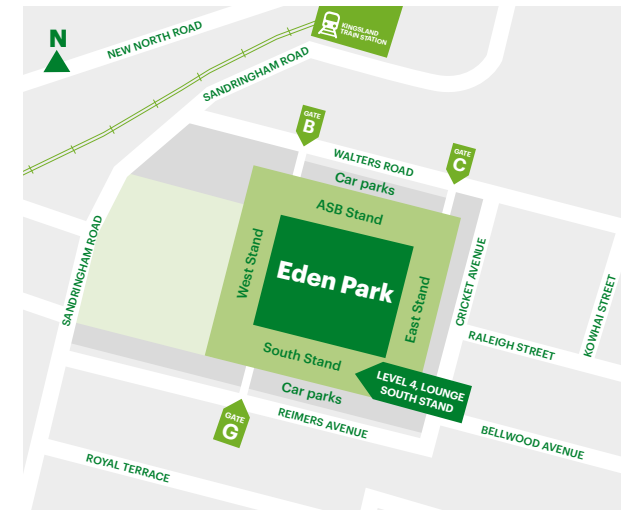 N
NEW NORTH ROAD
KINGSLAND
TRAIN STATION
SANDRINGHAM ROAD
GATE
B
WALTERS ROAD
GATE
C
Car parks
ASB Stand
West Stand
Eden Park
East Stand
CRICKET AVENUE
SANDRINGHAM ROAD
KOWHAI STREET
RALEIGH STREET
South Stand
LEVEL 4, LOUNGE
SOUTH STAND
Car parks
GATE
G
REIMERS AVENUE
BELLWOOD AVENUE
ROYAL TERRACE